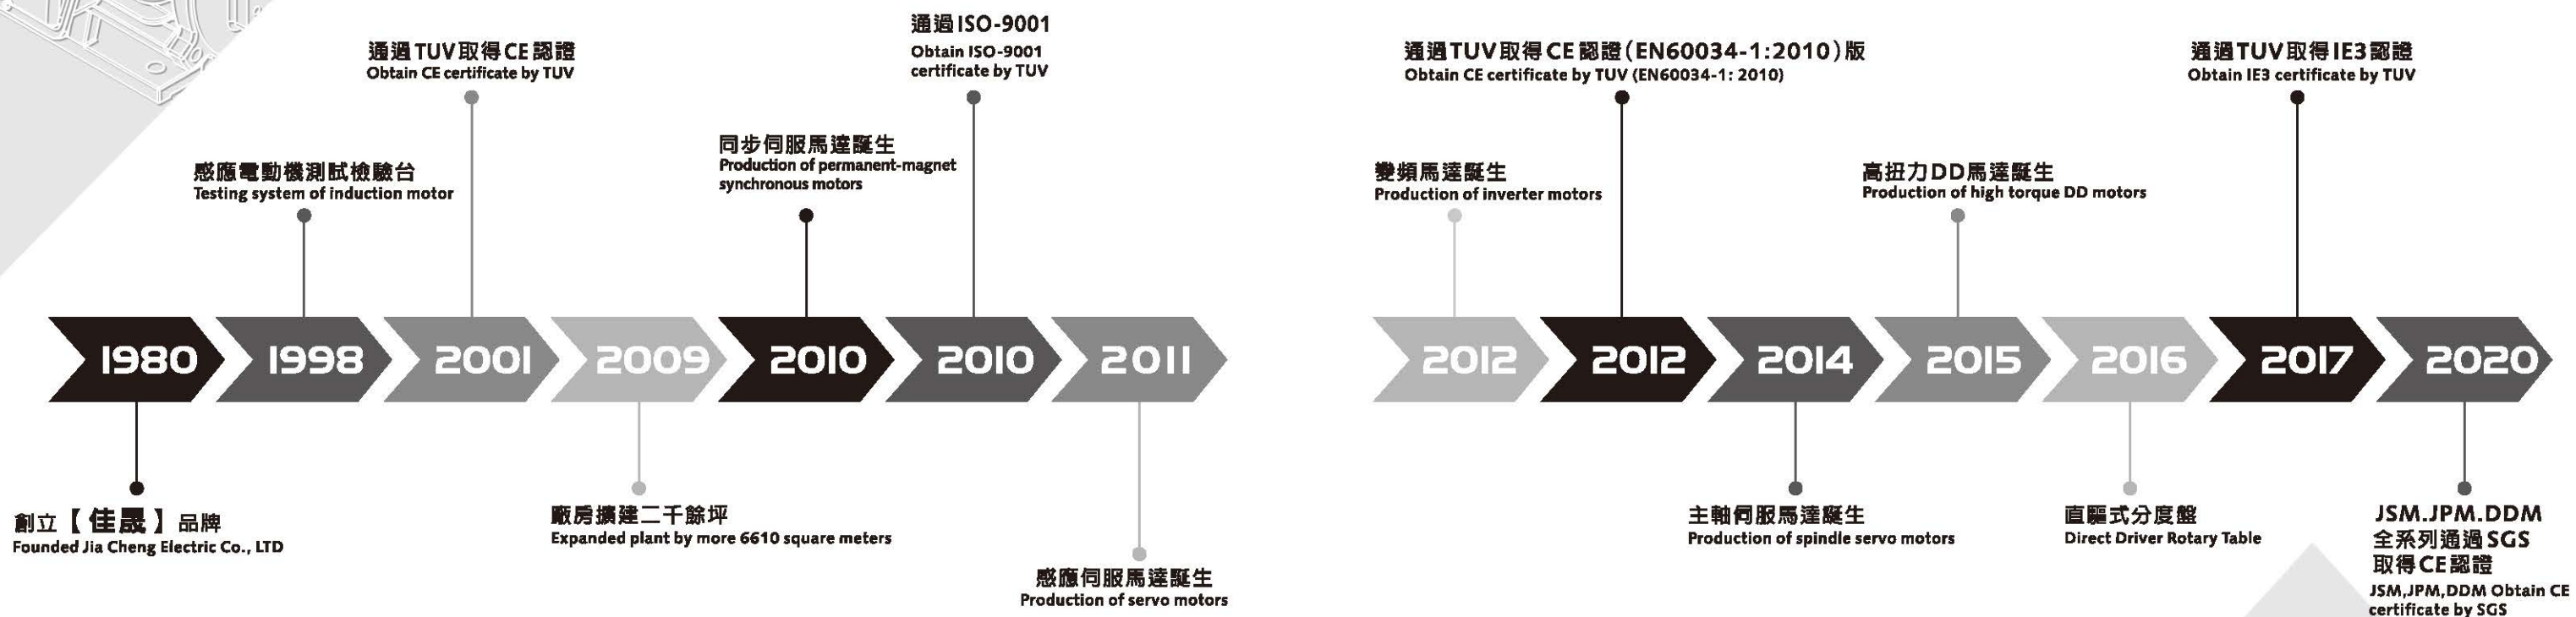 1980
創立【佳晟】品牌
Founded Jia Cheng Electric Co., LTD
1998
感應電動機測試檢驗台
Testing system of induction motor
2001
通過TUV取得CE認證
Obtain CE certificate by TUV
2009
廠房擴建二千餘坪
Expanded plant by more 6610 square meters
2010
同步伺服馬達誕生
Production of permanent-magnet
synchronous motors
2010
通過ISO-9001
Obtain ISO-9001
certificate by TUV
2011
感應伺服馬達誕生
Production of servo motors
2012
變頻馬達誕生
Production of inverter motors
2012
通過TUV取得CE認證(EN60034-1:2010)版
Obtain CE certificate by TUV (EN60034-1: 2010)
2014
主軸伺服馬達誕生
Production of spindle servo motors
2015
高扭力DD馬達誕生
Production of high torque DD motors
2016
直驅式分度盤
Direct Driver Rotary Table
2017
通過TUV取得IE3認證
Obtain IE3 certificate by TUV
2020
JSM.JPM.DDM
全系列通過SGS
取得CE認證
JSM,JPM,DDM Obtain CE
certificate by SGS